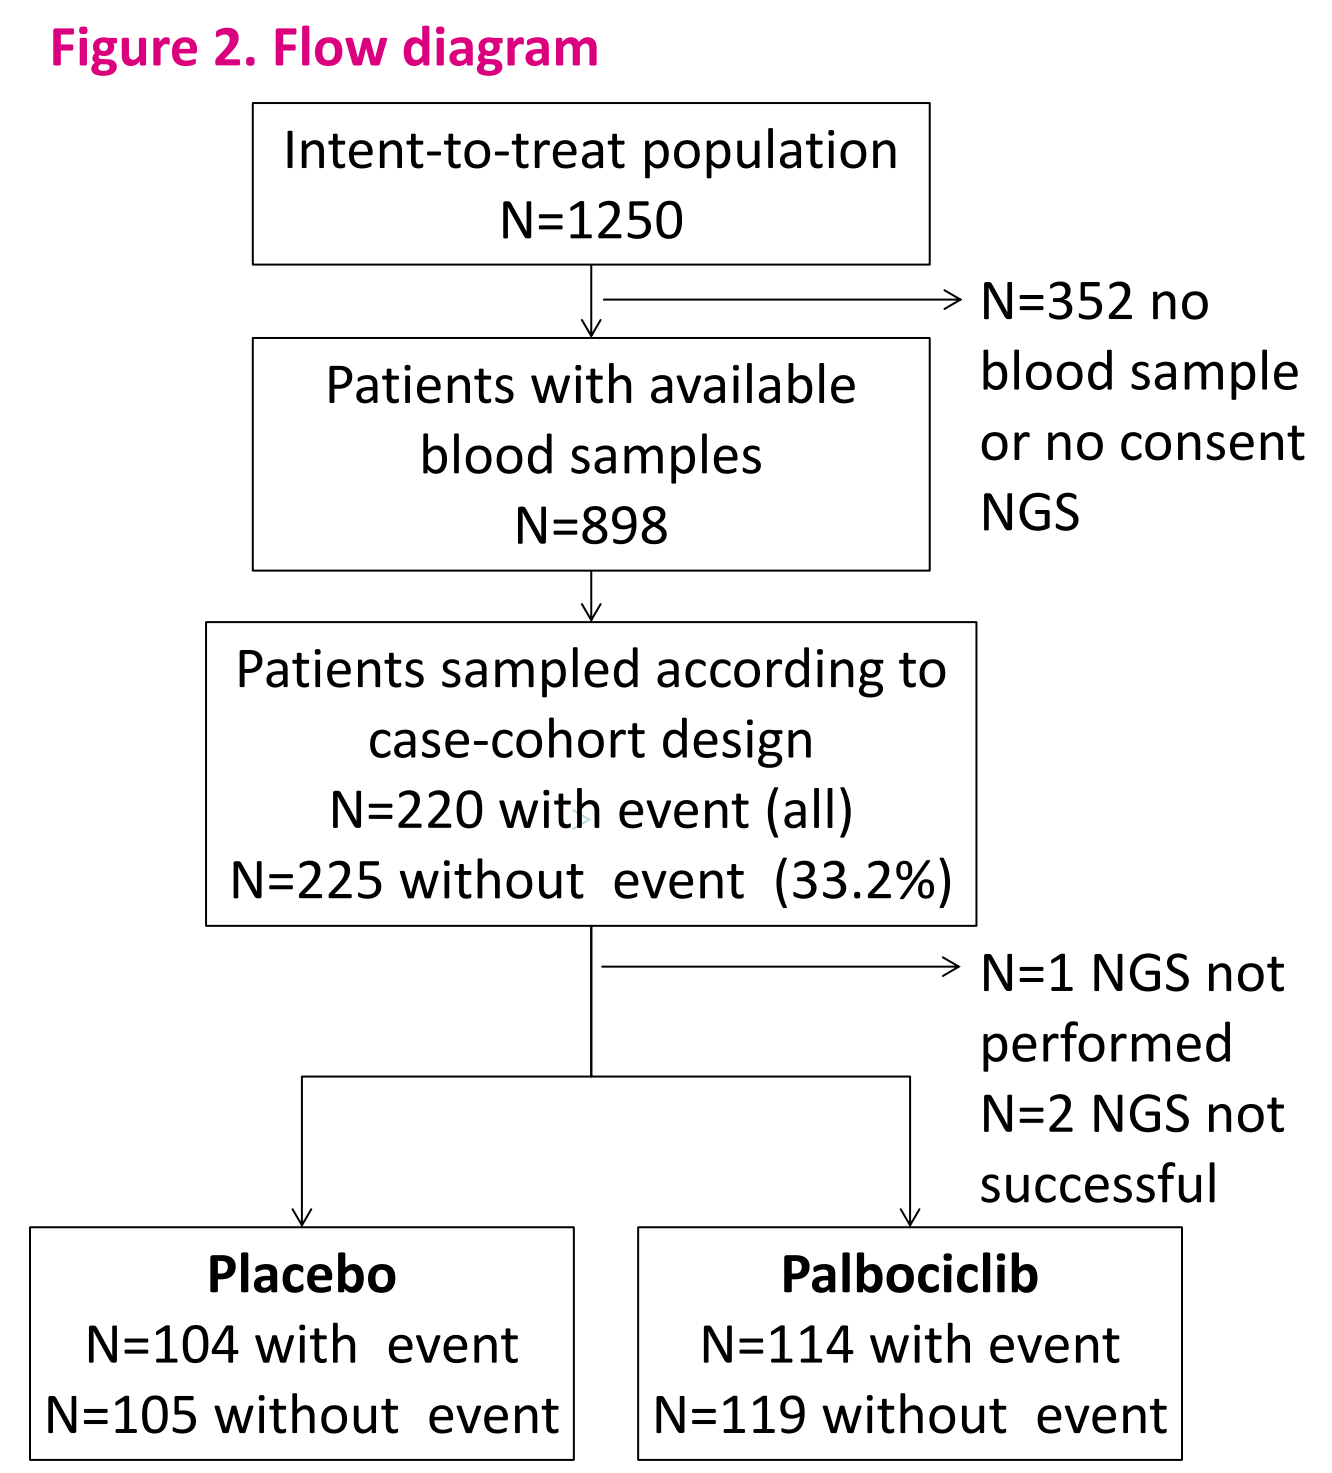 Figure 2. Flow diagram
Intent-to-treat population
N=1250
N=352 no
blood sample
or no consent
NGS
Patients with available
blood samples
N=898
Patients sampled according to
case-cohort design
N=220 with event (all)
N=225 without event (33.2%)
N=1 NGS not
performed
N=2 NGS not
successful
Placebo
N=104 with event
N=105 without event
Palbociclib
N=114 with event
N=119 without event